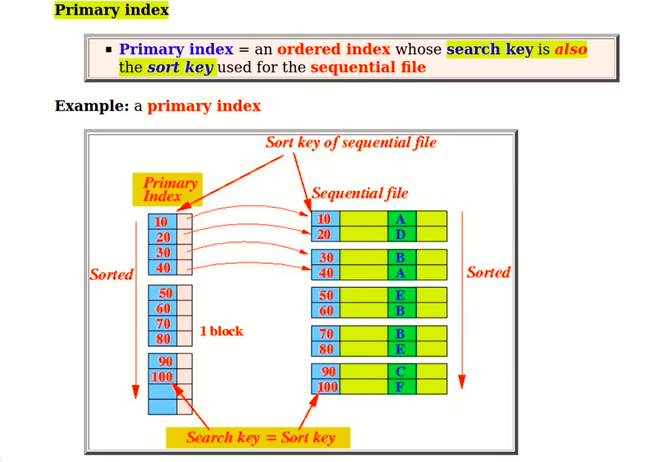 Primary index
▪ Primary index = an ordered index whose search key is also
the sort key used for the sequential file
Example: a primary index
Sort key of sequential file
Primary
Index
Sequential file
10
20
30
40
50
60
70
80
90
100
Sorted
1 block
10 A
20 D
30 B
40 A
50 E
60 B
70 B
80 E
90 C
100 F
Sorted
Search key = Sort key